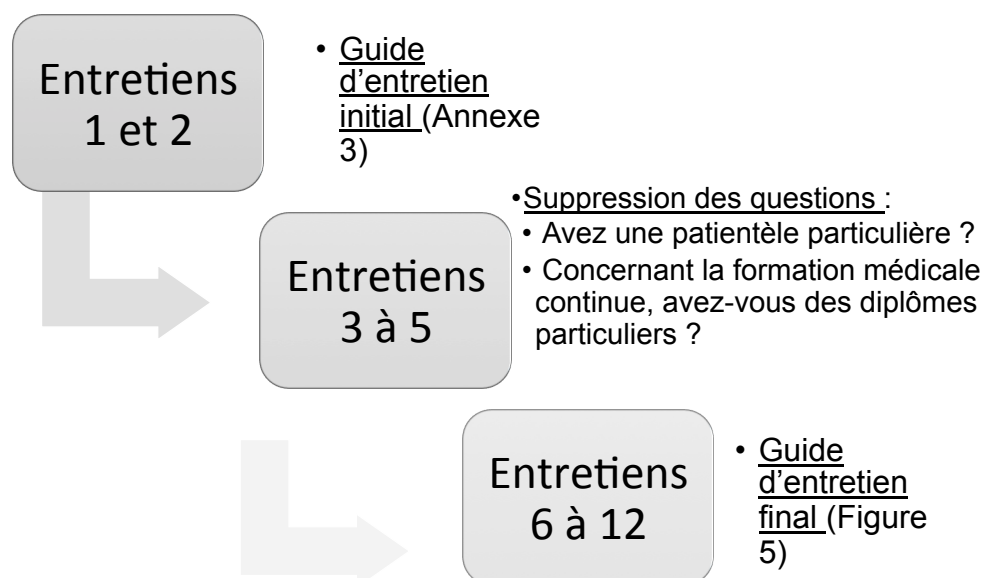 Entretiens
1 et 2
• Guide
d’entretien
initial (Annexe
3)
Entretiens
3 à 5
•Suppression des questions :
• Avez une patientèle particulière ?
• Concernant la formation médicale
continue, avez-vous des diplômes
particuliers ?
Entretiens
6 à 12
• Guide
d’entretien
final (Figure
5)